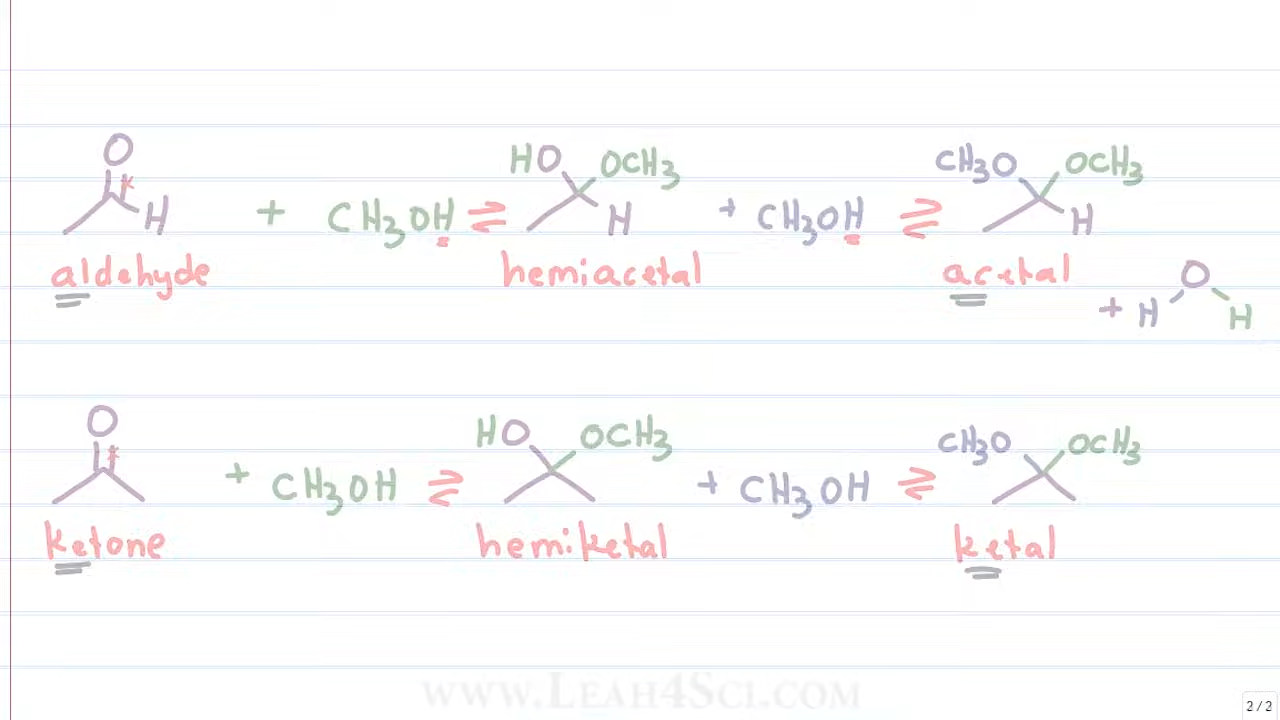 O HO OCH3 CH3O OCH3
H + CH3OH ⇌ H + CH3OH ⇌ H
aldehyde hemiacetal acetal
+ H O H
O HO OCH3 CH3O OCH3
+ CH3OH ⇌ + CH3OH ⇌
ketone hemiketal ketal
www.Leah4Sci.com
2 / 2